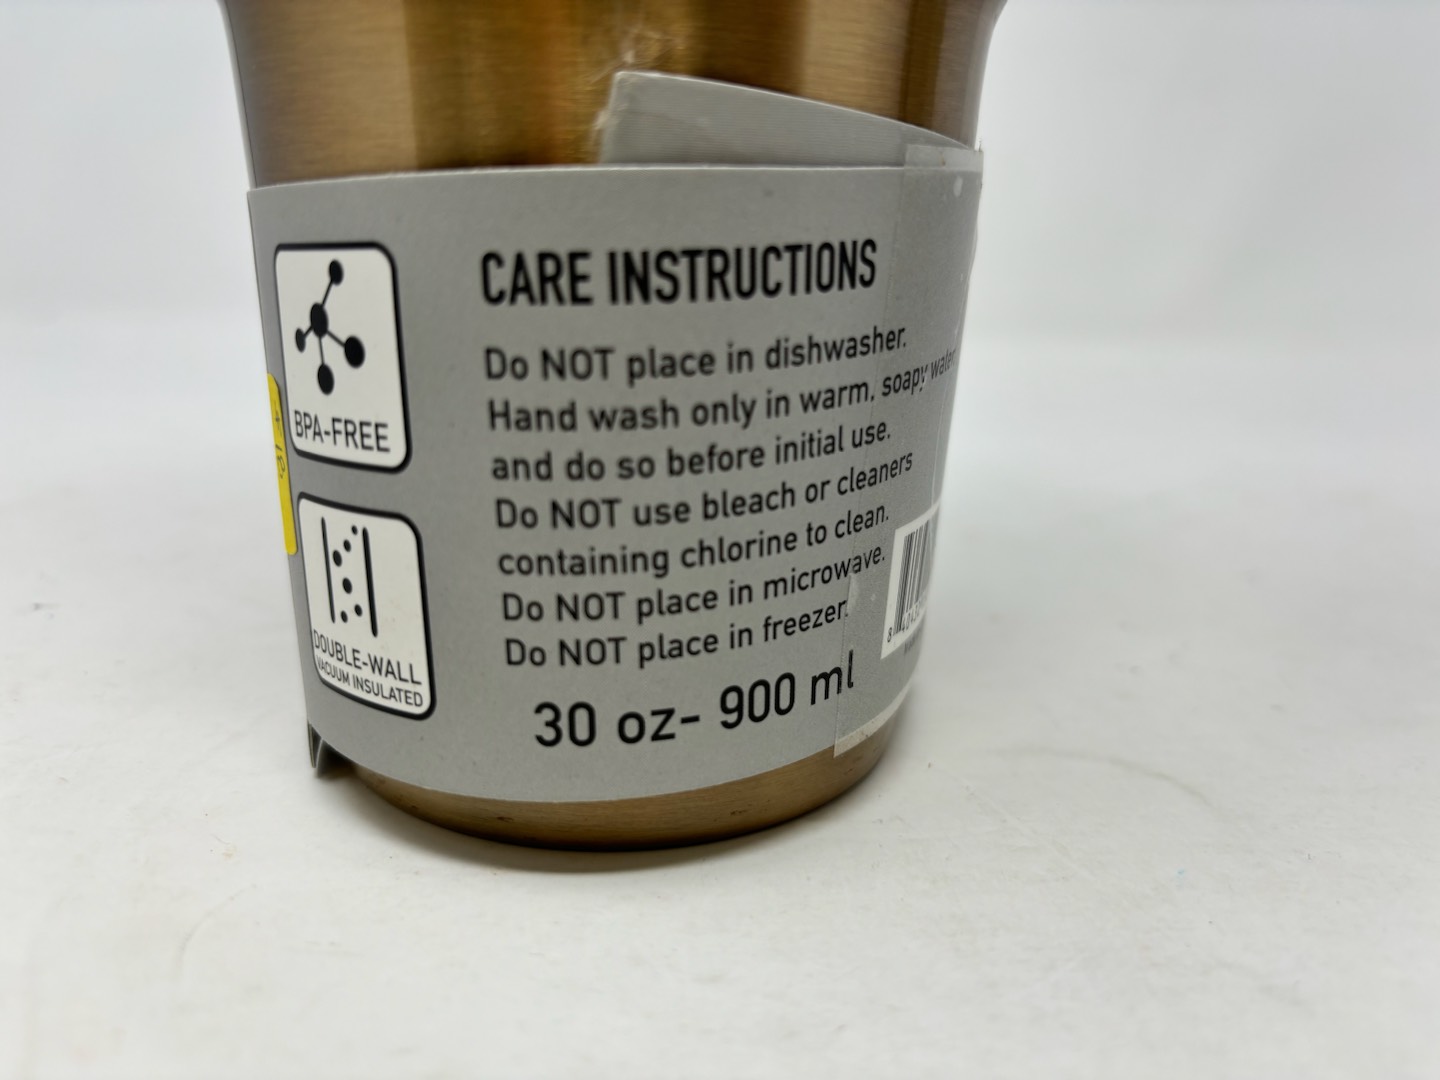 BPA-FREE
DOUBLE-WALL
VACUUM INSULATED
CARE INSTRUCTIONS
Do NOT place in dishwasher.
Hand wash only in warm, soapy water
and do so before initial use.
Do NOT use bleach or cleaners
containing chlorine to clean.
Do NOT place in microwave.
Do NOT place in freezer.
30 oz- 900 ml